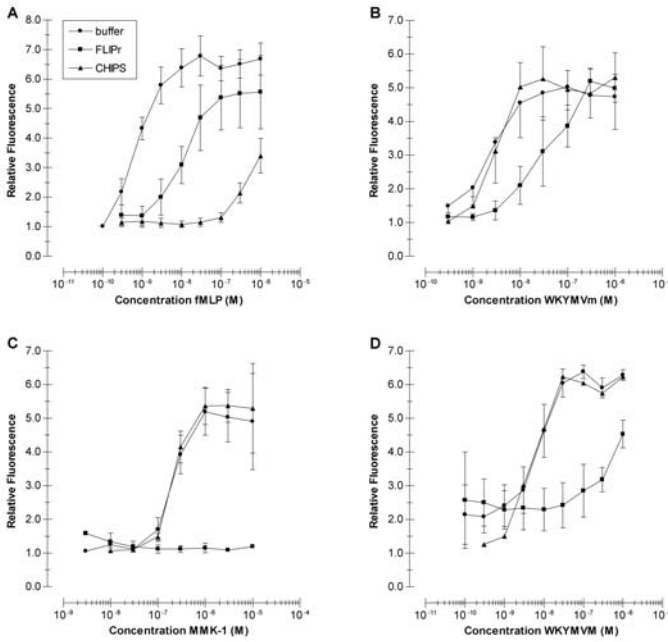 A
8.0
7.0
6.0
5.0
4.0
3.0
2.0
1.0
0.0
Relative Fluorescence
buffer
FLIPr
CHIPS
10⁻¹¹ 10⁻¹⁰ 10⁻⁹ 10⁻⁸ 10⁻⁷ 10⁻⁶ 10⁻⁵
Concentration fMLP (M)
B
7.0
6.0
5.0
4.0
3.0
2.0
1.0
0.0
Relative Fluorescence
10⁻¹⁰ 10⁻⁹ 10⁻⁸ 10⁻⁷ 10⁻⁶ 10⁻
Concentration WKYMVm (M)
C
7.0
6.0
5.0
4.0
3.0
2.0
1.0
0.0
Relative Fluorescence
10⁻⁹ 10⁻⁸ 10⁻⁷ 10⁻⁶ 10⁻⁵ 10⁻⁴
Concentration MMK-1 (M)
D
7.0
6.0
5.0
4.0
3.0
2.0
1.0
0.0
Relative Fluorescence
10⁻¹⁰ 10⁻⁹ 10⁻⁸ 10⁻⁷ 10⁻⁶ 10⁻
Concentration WKYMVM (M)